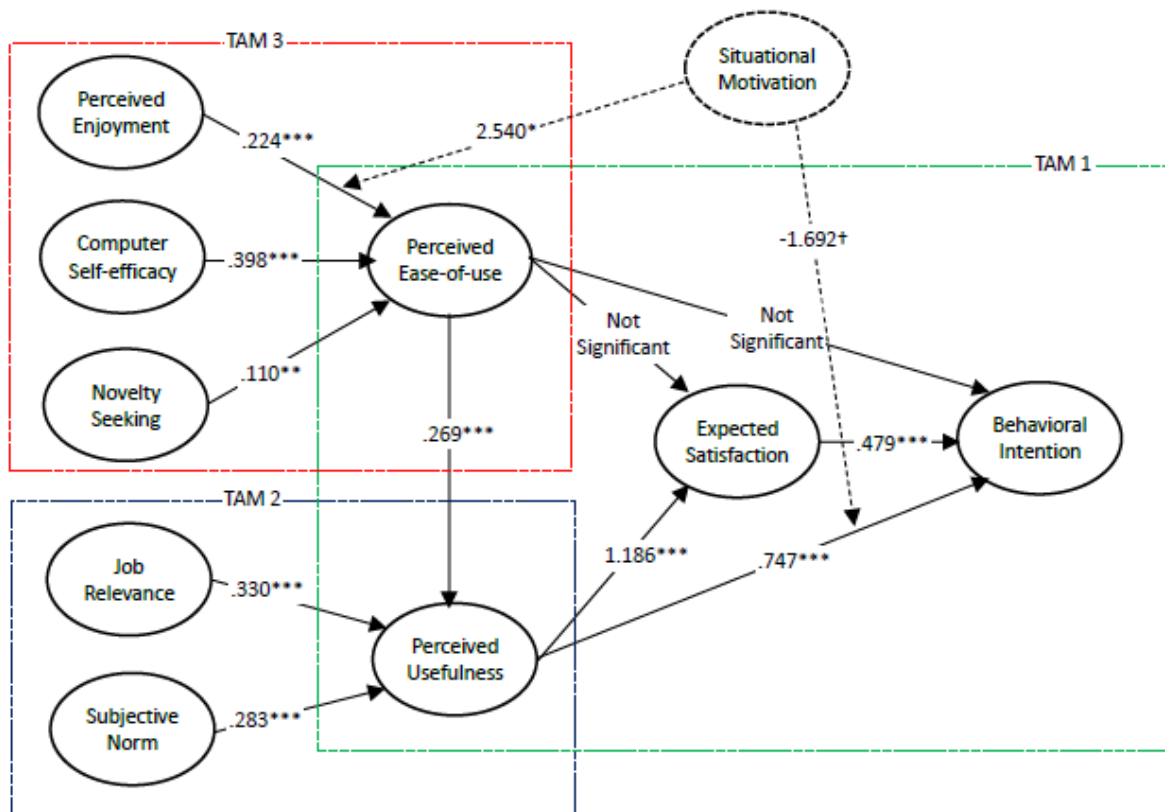 TAM 3
Situational
Motivation
Perceived
Enjoyment
.224***
2.540*
TAM 1
Computer
Self-efficacy
.398***
Perceived
Ease-of-use
-1.692†
Not
Significant
Not
Significant
Novelty
Seeking
.110**
.269***
Expected
Satisfaction
.479***
Behavioral
Intention
TAM 2
Job
Relevance
.330***
1.186***
.747***
Perceived
Usefulness
Subjective
Norm
.283***